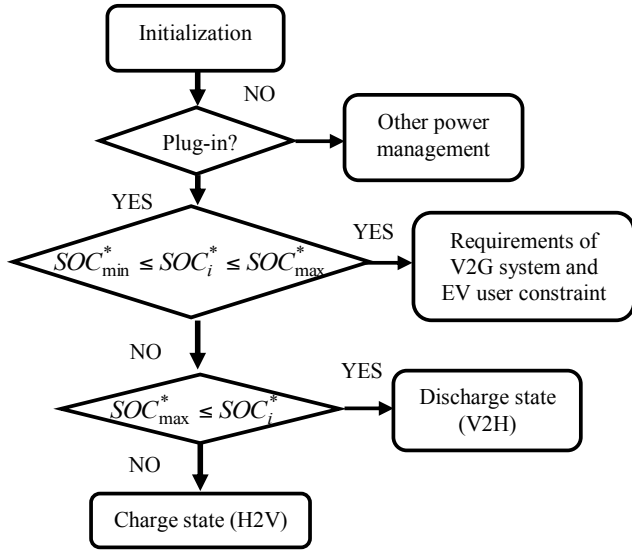 Initialization
NO
Plug-in?
Other power
management
YES
SOC*min ≤ SOC*i ≤ SOC*max
YES
Requirements of
V2G system and
EV user constraint
NO
SOC*max ≤ SOC*i
YES
Discharge state
(V2H)
NO
Charge state (H2V)